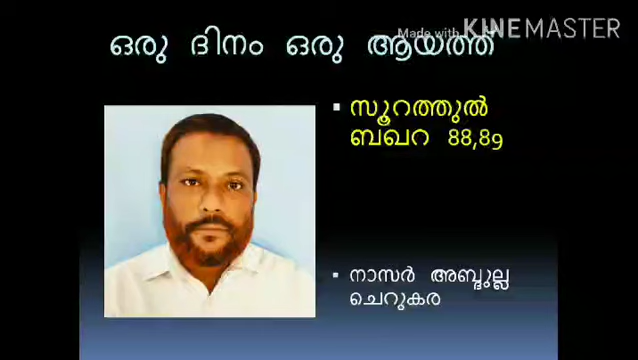 Made with KINEMASTER
ഒരു ദിനം ഒരു ആയത്ത്
സൂറത്തുൽ
ബഖറ 88,89
നാസർ അബ്ദുല്ല
ചെറുകര